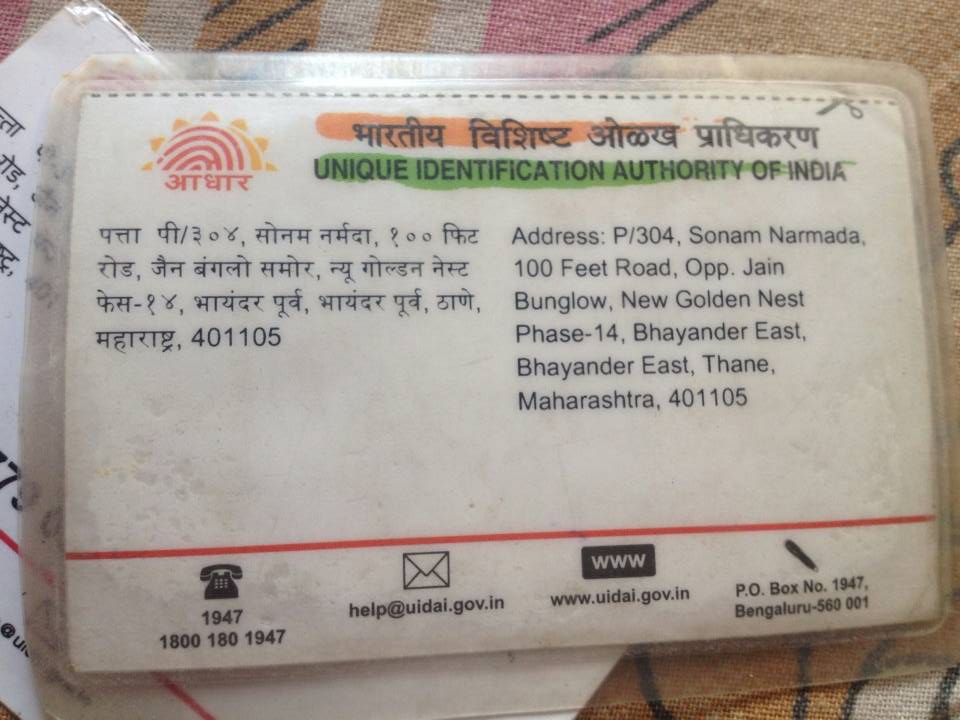 भारतीय विशिष्ट ओळख प्राधिकरण
UNIQUE IDENTIFICATION AUTHORITY OF INDIA
आधार
पत्ता पी/३०४, सोनम नर्मदा, १०० फिट
रोड, जैन बंगलो समोर, न्यू गोल्डन नेस्ट
फेस-१४, भायंदर पूर्व, भायंदर पूर्व, ठाणे,
महाराष्ट्र, 401105
Address: P/304, Sonam Narmada,
100 Feet Road, Opp. Jain
Bunglow, New Golden Nest
Phase-14, Bhayander East,
Bhayander East, Thane,
Maharashtra, 401105
1947
1800 180 1947
help@uidai.gov.in
www
www.uidai.gov.in
P.O. Box No. 1947,
Bengaluru-560 001